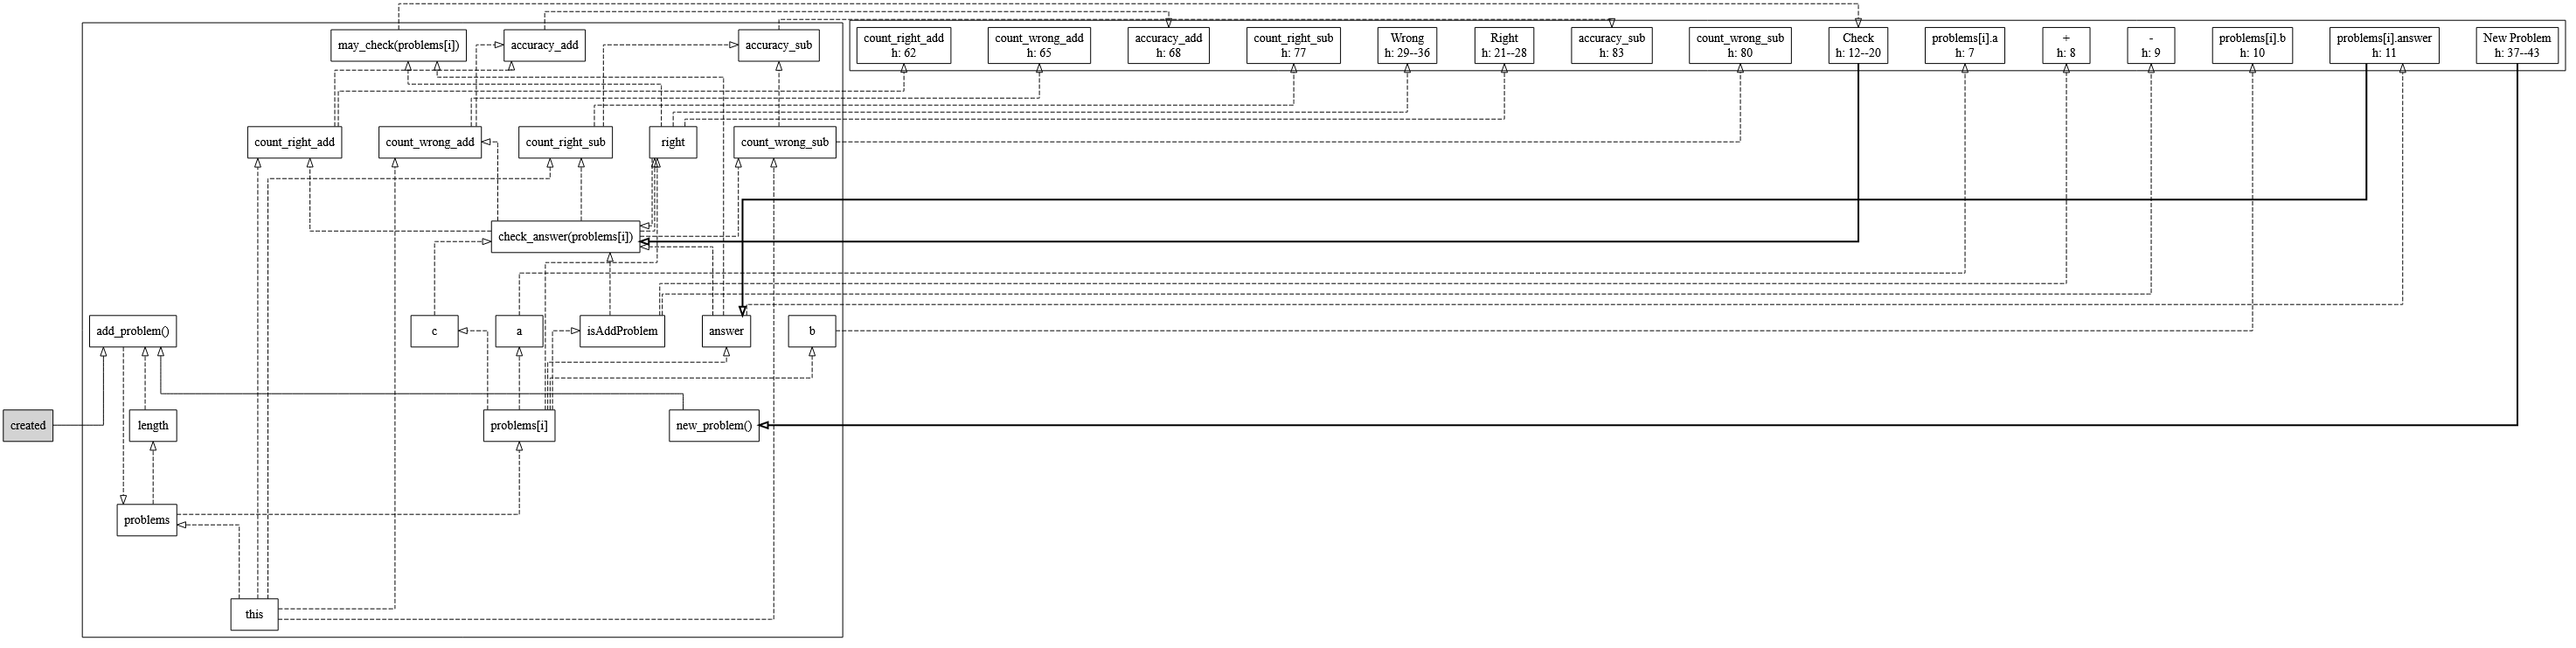 may_check(problems[i])
accuracy_add
accuracy_sub
count_right_add
h: 62
count_wrong_add
h: 65
accuracy_add
h: 68
count_right_sub
h: 77
Wrong
h: 29--36
Right
h: 21--28
accuracy_sub
h: 83
count_wrong_sub
h: 80
Check
h: 12--20
problems[i].a
h: 7
+
h: 8
-
h: 9
problems[i].b
h: 10
problems[i].answer
h: 11
New Problem
h: 37--43
count_right_add
count_wrong_add
count_right_sub
right
count_wrong_sub
check_answer(problems[i])
add_problem()
c
a
isAddProblem
answer
b
created
length
problems[i]
new_problem()
problems
this